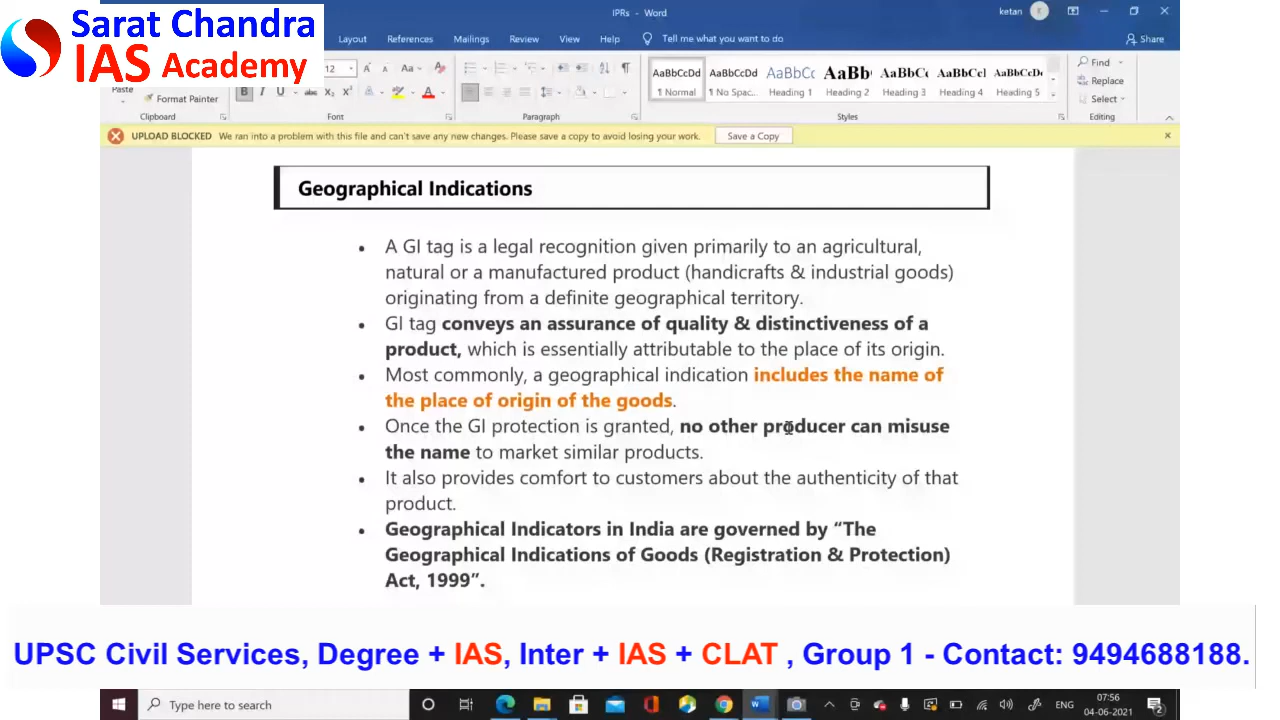 Sarat Chandra
IAS Academy
IPRs - Word
ketan
Layout References Mailings Review View Help Tell me what you want to do
Share
12
Aa
AaBbCcDd AaBbCcDd AaBbCc AaBb AaBbCc AaBbCc AaBbCcDc
¶ Normal ¶ No Spac... Heading 1 Heading 2 Heading 3 Heading 4 Heading 5
Find
Replace
Select
Paste
Format Painter
B I U abc X₂ X² A A
Clipboard Font Paragraph Styles Editing
UPLOAD BLOCKED We ran into a problem with this file and can't save any new changes. Please save a copy to avoid losing your work. Save a Copy
Geographical Indications
• A GI tag is a legal recognition given primarily to an agricultural,
natural or a manufactured product (handicrafts & industrial goods)
originating from a definite geographical territory.
• GI tag conveys an assurance of quality & distinctiveness of a
product, which is essentially attributable to the place of its origin.
• Most commonly, a geographical indication includes the name of
the place of origin of the goods.
• Once the GI protection is granted, no other producer can misuse
the name to market similar products.
• It also provides comfort to customers about the authenticity of that
product.
• Geographical Indicators in India are governed by “The
Geographical Indications of Goods (Registration & Protection)
Act, 1999”.
UPSC Civil Services, Degree + IAS, Inter + IAS + CLAT , Group 1 - Contact: 9494688188.
Type here to search
ENG
07:56
04-06-2021
2